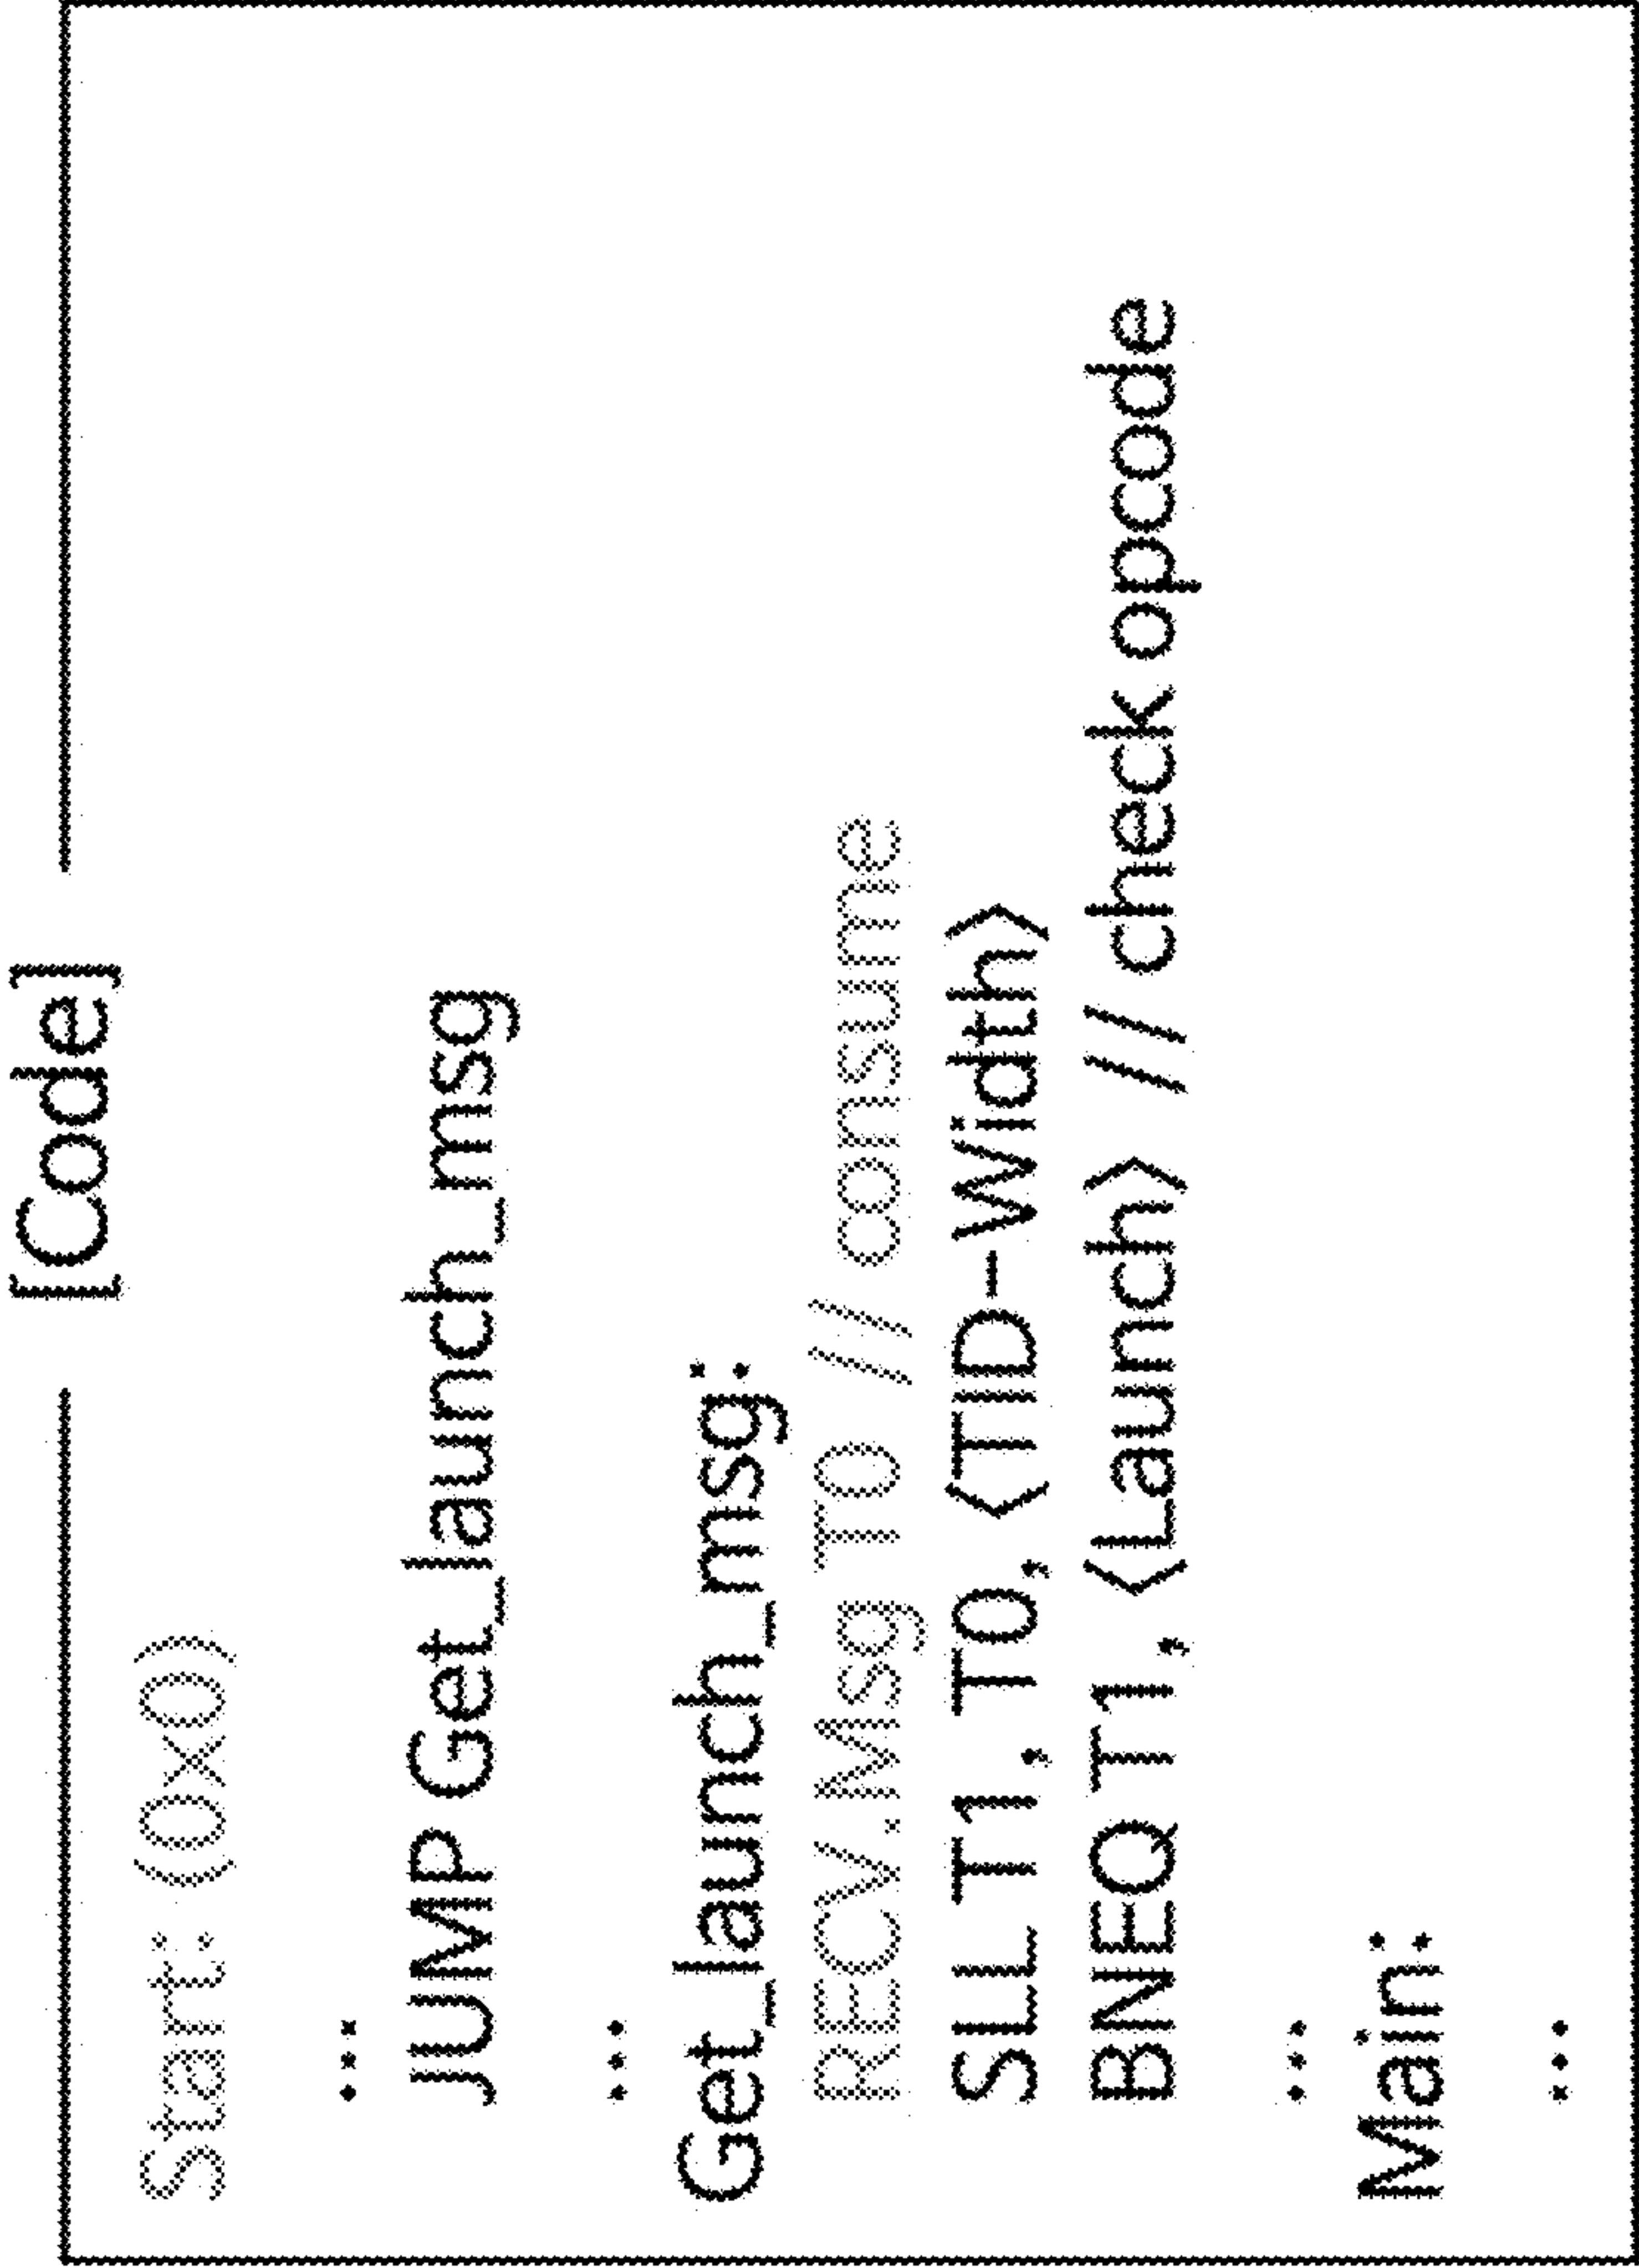 [Code]
Start: (0x0)
...
JUMP Get_launch_msg
...
Get_launch_msg:
RECV.Msg T0 // consume
SLL T1, T0, ⟨TID-Width⟩
BNEQ T1, ⟨Launch⟩ // check opcode
...
Main:
...